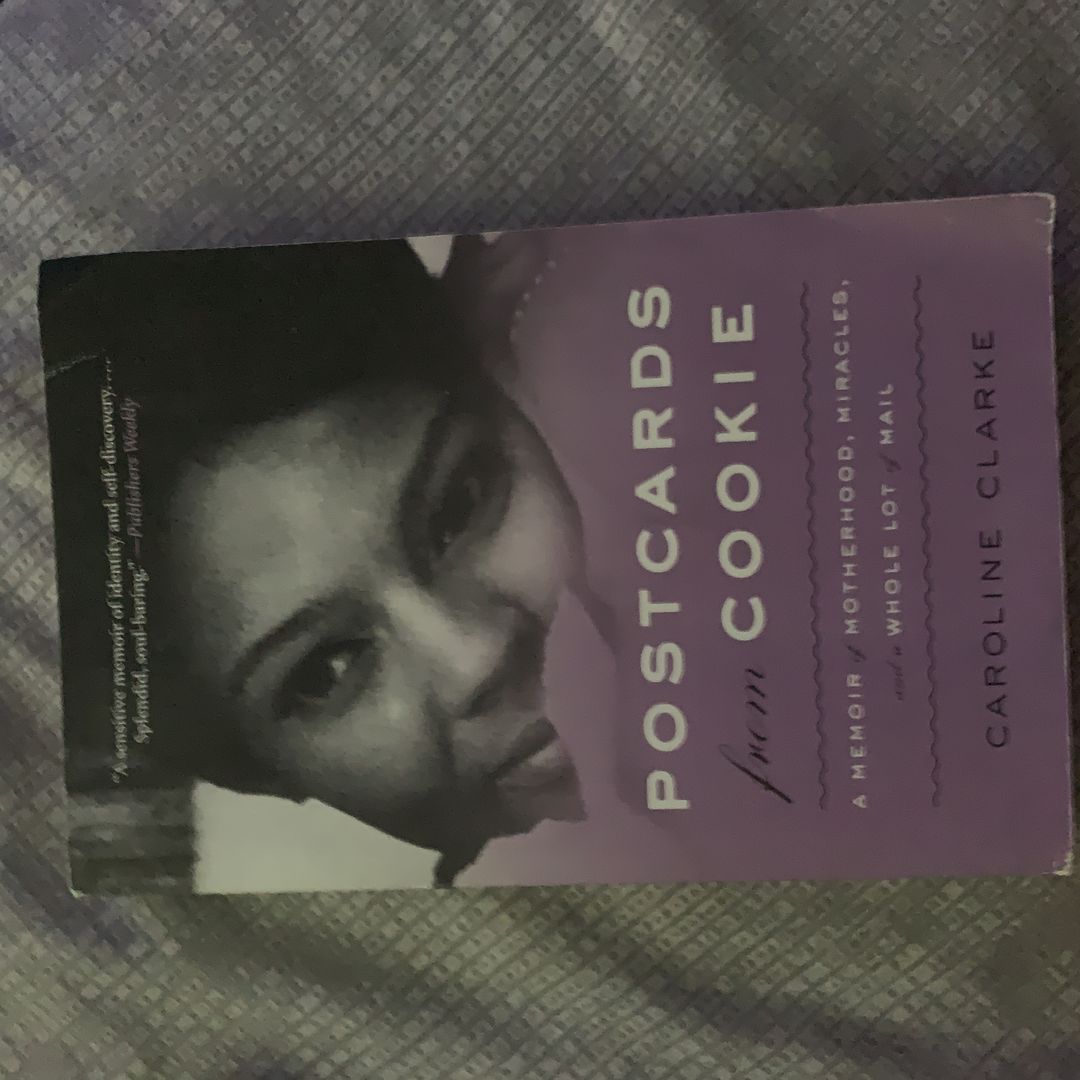 "A sensitive memoir of identity and self-discovery....
Splendid, soul-baring." —Publishers Weekly
POSTCARDS
from COOKIE
A MEMOIR of MOTHERHOOD, MIRACLES,
and a WHOLE LOT of MAIL
CAROLINE CLARKE